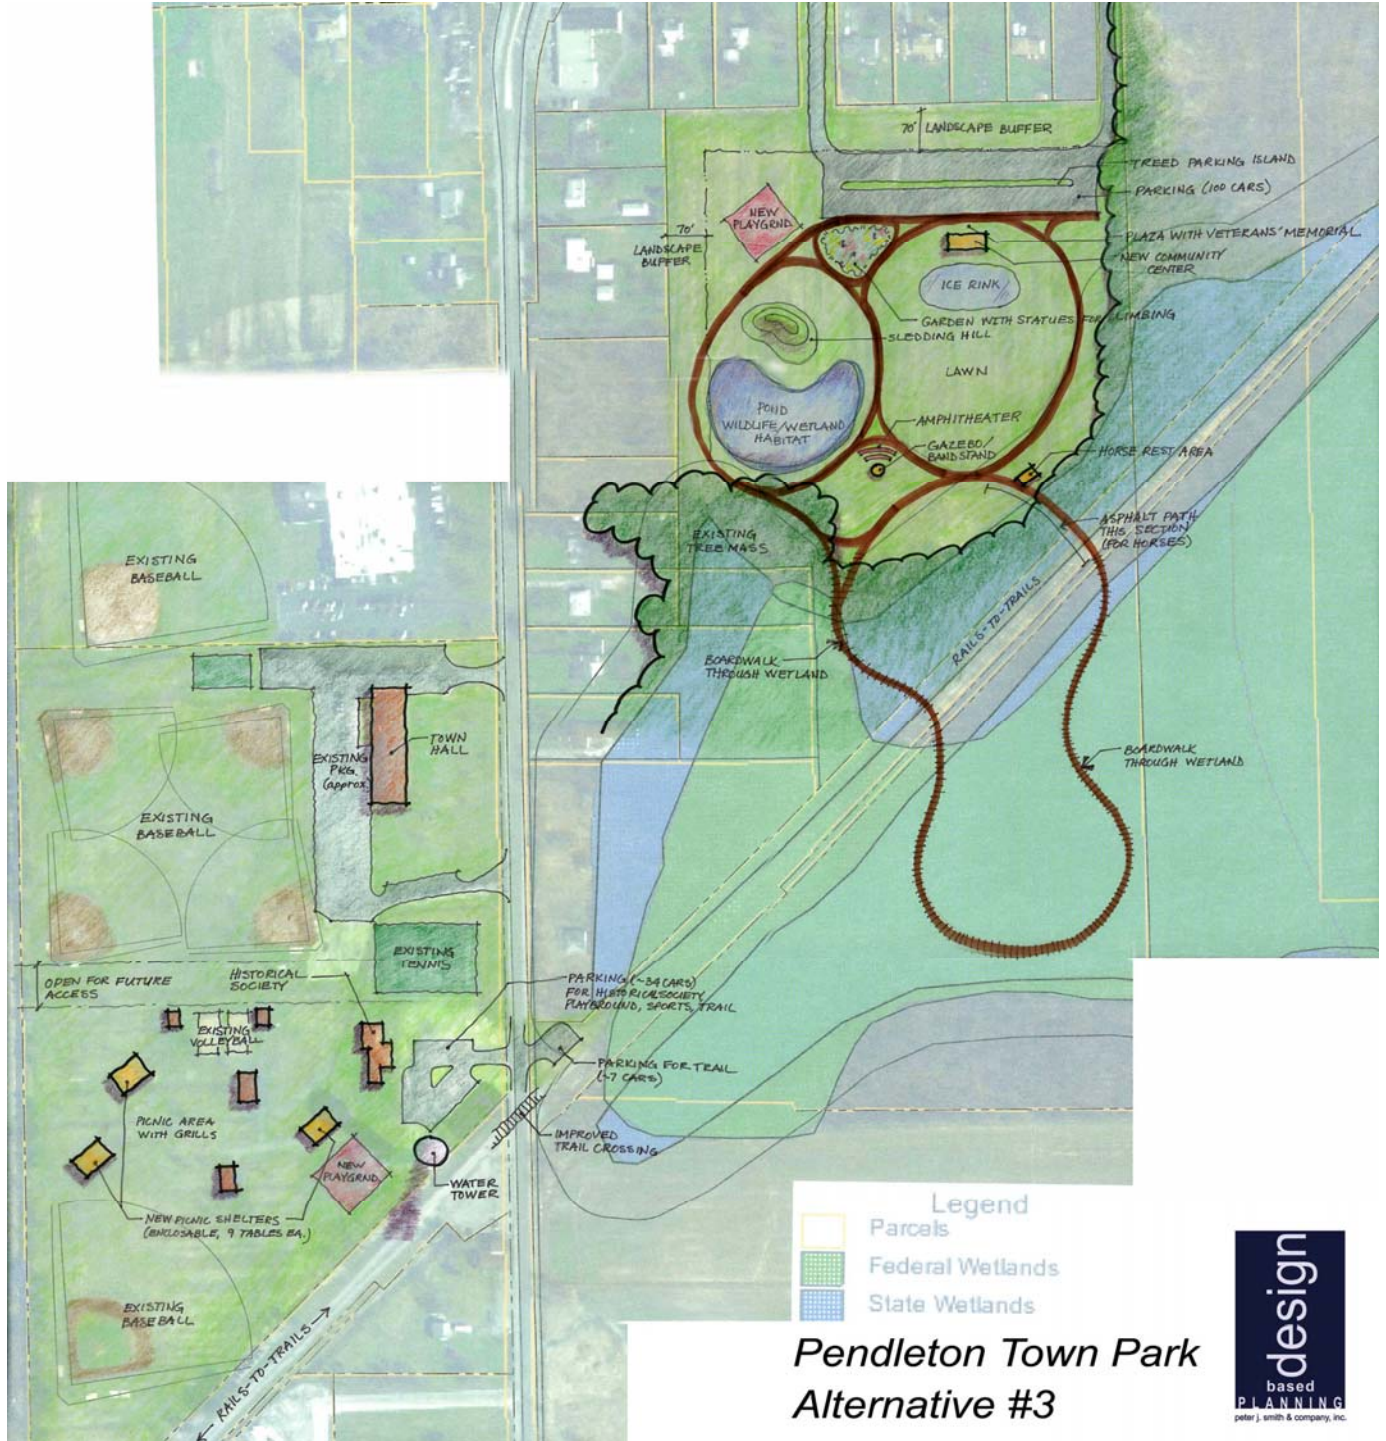 70' LANDSCAPE BUFFER
TREED PARKING ISLAND
PARKING (100 CARS)
NEW
PLAYGRND
70'
LANDSCAPE
BUFFER
PLAZA WITH VETERANS' MEMORIAL
NEW COMMUNITY
CENTER
ICE RINK
GARDEN WITH STATUES FOR CLIMBING
SLEDDING HILL
LAWN
POND
WILDLIFE/WETLAND
HABITAT
AMPHITHEATER
GAZEBO/
BANDSTAND
HORSE REST AREA
ASPHALT PATH
THIS SECTION
(FOR HORSES)
EXISTING
TREE MASS
RAILS-TO-TRAILS
BOARDWALK
THROUGH WETLAND
BOARDWALK
THROUGH WETLAND
EXISTING
BASEBALL
TOWN
HALL
EXISTING
PKG.
(approx)
EXISTING
BASEBALL
EXISTING
TENNIS
OPEN FOR FUTURE
ACCESS
HISTORICAL
SOCIETY
PARKING (~34 CARS)
FOR HISTORICAL SOCIETY,
PLAYGROUND, SPORTS, TRAIL
EXISTING
VOLLEYBALL
PARKING FOR TRAIL
(~7 CARS)
PICNIC AREA
WITH GRILLS
IMPROVED
TRAIL CROSSING
NEW
PLAYGRND
WATER
TOWER
NEW PICNIC SHELTERS
(ENCLOSABLE, 9 TABLES EA.)
EXISTING
BASEBALL
RAILS-TO-TRAILS
Legend
Parcels
Federal Wetlands
State Wetlands
Pendleton Town Park
Alternative #3
design
based
PLANNING
peter j. smith & company, inc.